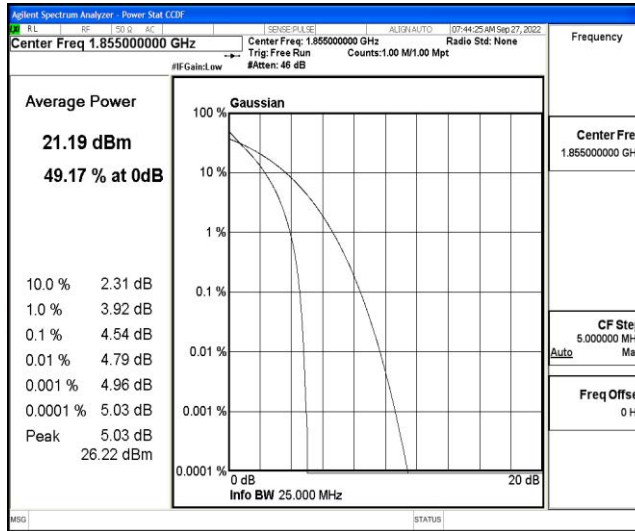 Agilent Spectrum Analyzer - Power Stat CCDF
RL RF 50 Ω AC SENSE:PULSE ALIGN AUTO 07:44:25 AM Sep 27, 2022
Center Freq 1.855000000 GHz
Center Freq: 1.855000000 GHz Radio Std: None
Trig: Free Run Counts:1.00 M/1.00 Mpt
#IFGain:Low #Atten: 46 dB
Frequency
Average Power
21.19 dBm
49.17 % at 0dB
10.0 % 2.31 dB
1.0 % 3.92 dB
0.1 % 4.54 dB
0.01 % 4.79 dB
0.001 % 4.96 dB
0.0001 % 5.03 dB
Peak 5.03 dB
26.22 dBm
Gaussian
100 %
10 %
1 %
0.1 %
0.01 %
0.001 %
0.0001 %
0 dB 20 dB
Info BW 25.000 MHz
Center Fre
1.855000000 GH
CF Ste
5.000000 MH
Auto Ma
Freq Offse
0 H
MSG STATUS